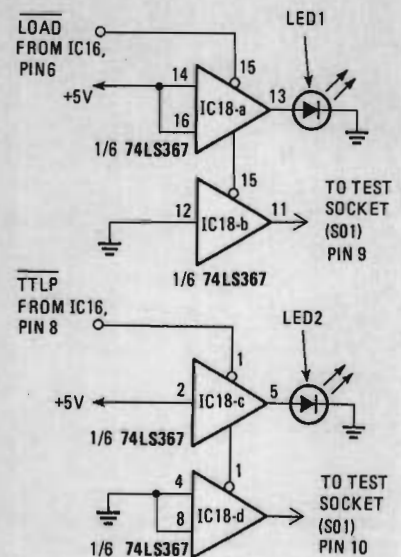 LOAD
FROM IC16,
PIN 6
LED1
15
14
+5V
IC18-a
13
16
1/6 74LS367
15
12
IC18-b
11
TO TEST
SOCKET
(S01)
PIN 9
1/6 74LS367
TTLP
FROM IC16,
PIN 8
LED2
1
2
+5V
IC18-c
5
1/6 74LS367
1
4
8
IC18-d
TO TEST
SOCKET
(S01)
PIN 10
1/6 74LS367